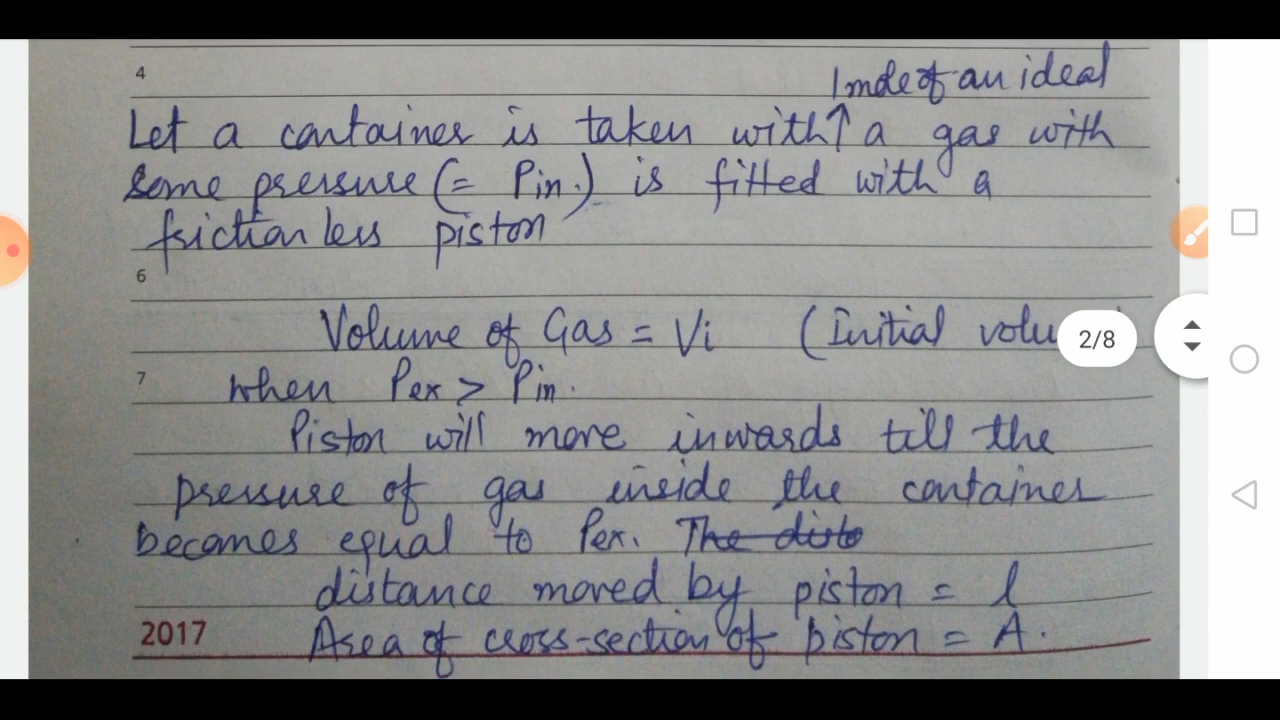 4
1 mole of an ideal
Let a container is taken with↑ a gas with
some pressure (= Pin.) is fitted with a
frictionless piston
6
Volume of Gas = Vi (Initial volu
2/8
7
when Pex > Pin.
Piston will move inwards till the
pressure of gas inside the container
becomes equal to Pex. The dista
distance moved by piston = l
2017
Area of cross-section of piston = A.